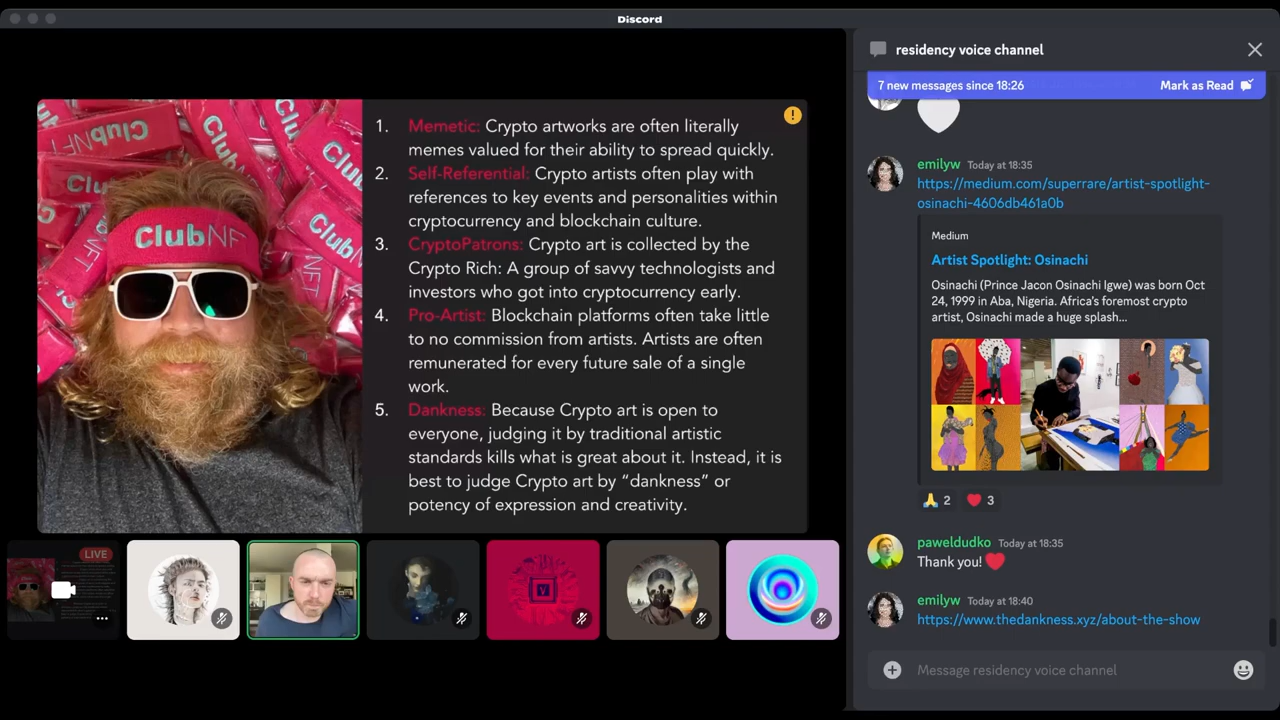 Discord
residency voice channel
7 new messages since 18:26
Mark as Read
ClubNF
ClubNF
1. Memetic: Crypto artworks are often literally
memes valued for their ability to spread quickly.
2. Self-Referential: Crypto artists often play with
references to key events and personalities within
cryptocurrency and blockchain culture.
3. CryptoPatrons: Crypto art is collected by the
Crypto Rich: A group of savvy technologists and
investors who got into cryptocurrency early.
4. Pro-Artist: Blockchain platforms often take little
to no commission from artists. Artists are often
remunerated for every future sale of a single
work.
5. Dankness: Because Crypto art is open to
everyone, judging it by traditional artistic
standards kills what is great about it. Instead, it is
best to judge Crypto art by “dankness” or
potency of expression and creativity.
LIVE
V
emilyw Today at 18:35
https://medium.com/superrare/artist-spotlight-
osinachi-4606db461a0b
Medium
Artist Spotlight: Osinachi
Osinachi (Prince Jacon Osinachi Igwe) was born Oct
24, 1999 in Aba, Nigeria. Africa's foremost crypto
artist, Osinachi made a huge splash...
2
3
paweldudko Today at 18:35
Thank you!
emilyw Today at 18:40
https://www.thedankness.xyz/about-the-show
Message residency voice channel